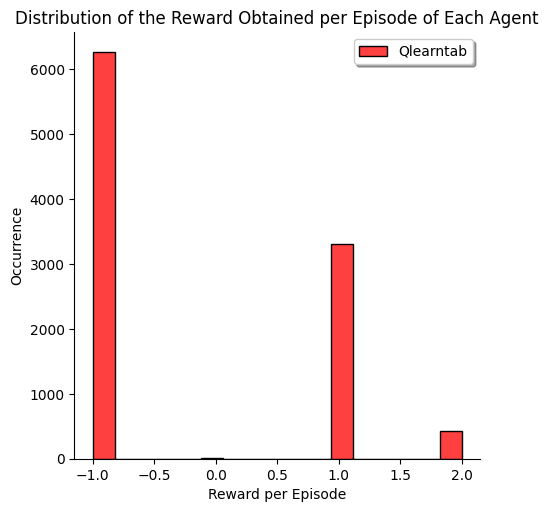 Distribution of the Reward Obtained per Episode of Each Agent
Qlearntab
Occurrence
6000
5000
4000
3000
2000
1000
0
−1.0 −0.5 0.0 0.5 1.0 1.5 2.0
Reward per Episode